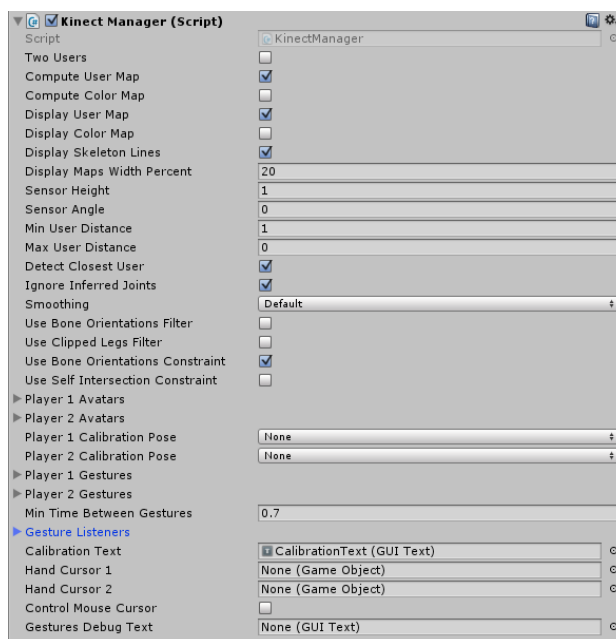 Kinect Manager (Script)
Script KinectManager
Two Users
Compute User Map
Compute Color Map
Display User Map
Display Color Map
Display Skeleton Lines
Display Maps Width Percent 20
Sensor Height 1
Sensor Angle 0
Min User Distance 1
Max User Distance 0
Detect Closest User
Ignore Inferred Joints
Smoothing Default
Use Bone Orientations Filter
Use Clipped Legs Filter
Use Bone Orientations Constraint
Use Self Intersection Constraint
Player 1 Avatars
Player 2 Avatars
Player 1 Calibration Pose None
Player 2 Calibration Pose None
Player 1 Gestures
Player 2 Gestures
Min Time Between Gestures 0.7
Gesture Listeners
Calibration Text CalibrationText (GUI Text)
Hand Cursor 1 None (Game Object)
Hand Cursor 2 None (Game Object)
Control Mouse Cursor
Gestures Debug Text None (GUI Text)